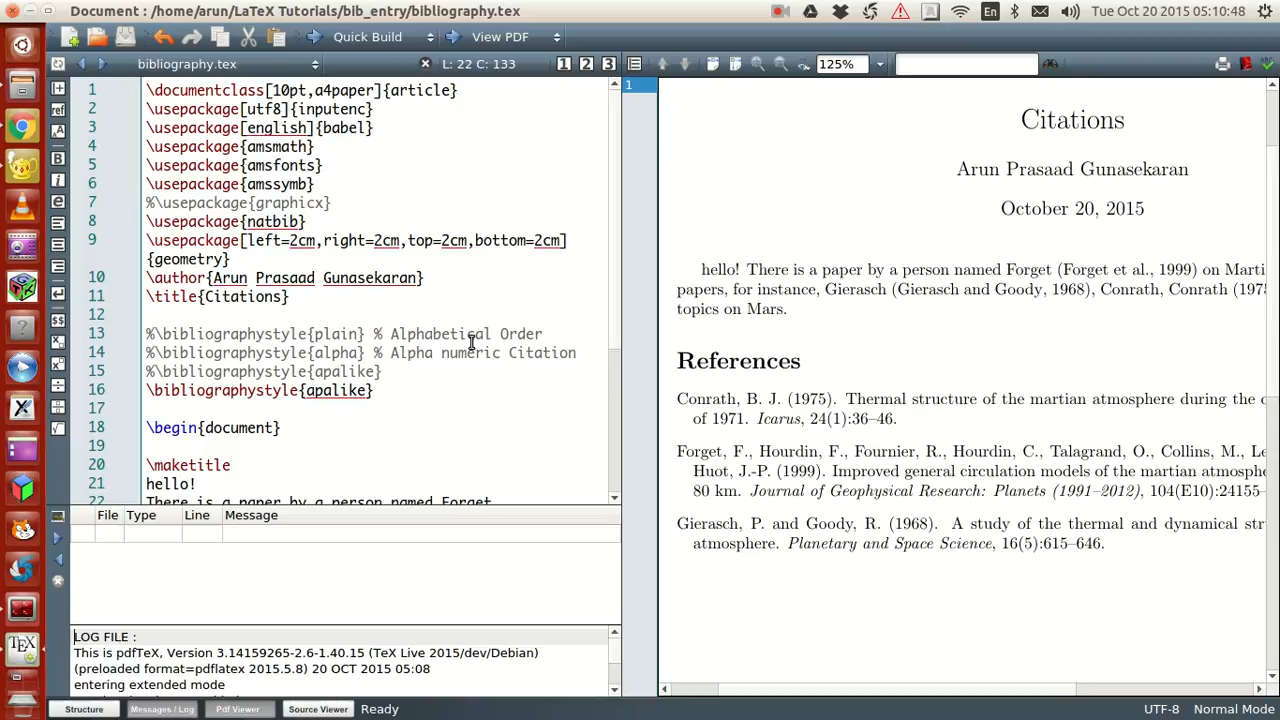 Document : /home/arun/LaTeX Tutorials/bib_entry/bibliography.tex
En
Tue Oct 20 2015 05:10:48
Quick Build
View PDF
bibliography.tex
L: 22 C: 133
1
2
3
125%
1 \documentclass[10pt,a4paper]{article}
2 \usepackage[utf8]{inputenc}
3 \usepackage[english]{babel}
4 \usepackage{amsmath}
5 \usepackage{amsfonts}
6 \usepackage{amssymb}
7 %\usepackage{graphicx}
8 \usepackage{natbib}
9 \usepackage[left=2cm,right=2cm,top=2cm,bottom=2cm]
{geometry}
10 \author{Arun Prasaad Gunasekaran}
11 \title{Citations}
12
13 %\bibliographystyle{plain} % Alphabetical Order
14 %\bibliographystyle{alpha} % Alpha numeric Citation
15 %\bibliographystyle{apalike}
16 \bibliographystyle{apalike}
17
18 \begin{document}
19
20 \maketitle
21 hello!
22 There is a paper by a person named Forget
File Type Line Message
LOG FILE :
This is pdfTeX, Version 3.14159265-2.6-1.40.15 (TeX Live 2015/dev/Debian)
(preloaded format=pdflatex 2015.5.8) 20 OCT 2015 05:08
entering extended mode
Structure
Messages / Log
Pdf Viewer
Source Viewer
Ready
UTF-8
Normal Mode
1
Citations
Arun Prasaad Gunasekaran
October 20, 2015
hello! There is a paper by a person named Forget (Forget et al., 1999) on Marti
papers, for instance, Gierasch (Gierasch and Goody, 1968), Conrath, Conrath (197
topics on Mars.
References
Conrath, B. J. (1975). Thermal structure of the martian atmosphere during the
of 1971. Icarus, 24(1):36–46.
Forget, F., Hourdin, F., Fournier, R., Hourdin, C., Talagrand, O., Collins, M., Le
Huot, J.-P. (1999). Improved general circulation models of the martian atmosphe
80 km. Journal of Geophysical Research: Planets (1991–2012), 104(E10):24155–
Gierasch, P. and Goody, R. (1968). A study of the thermal and dynamical str
atmosphere. Planetary and Space Science, 16(5):615–646.